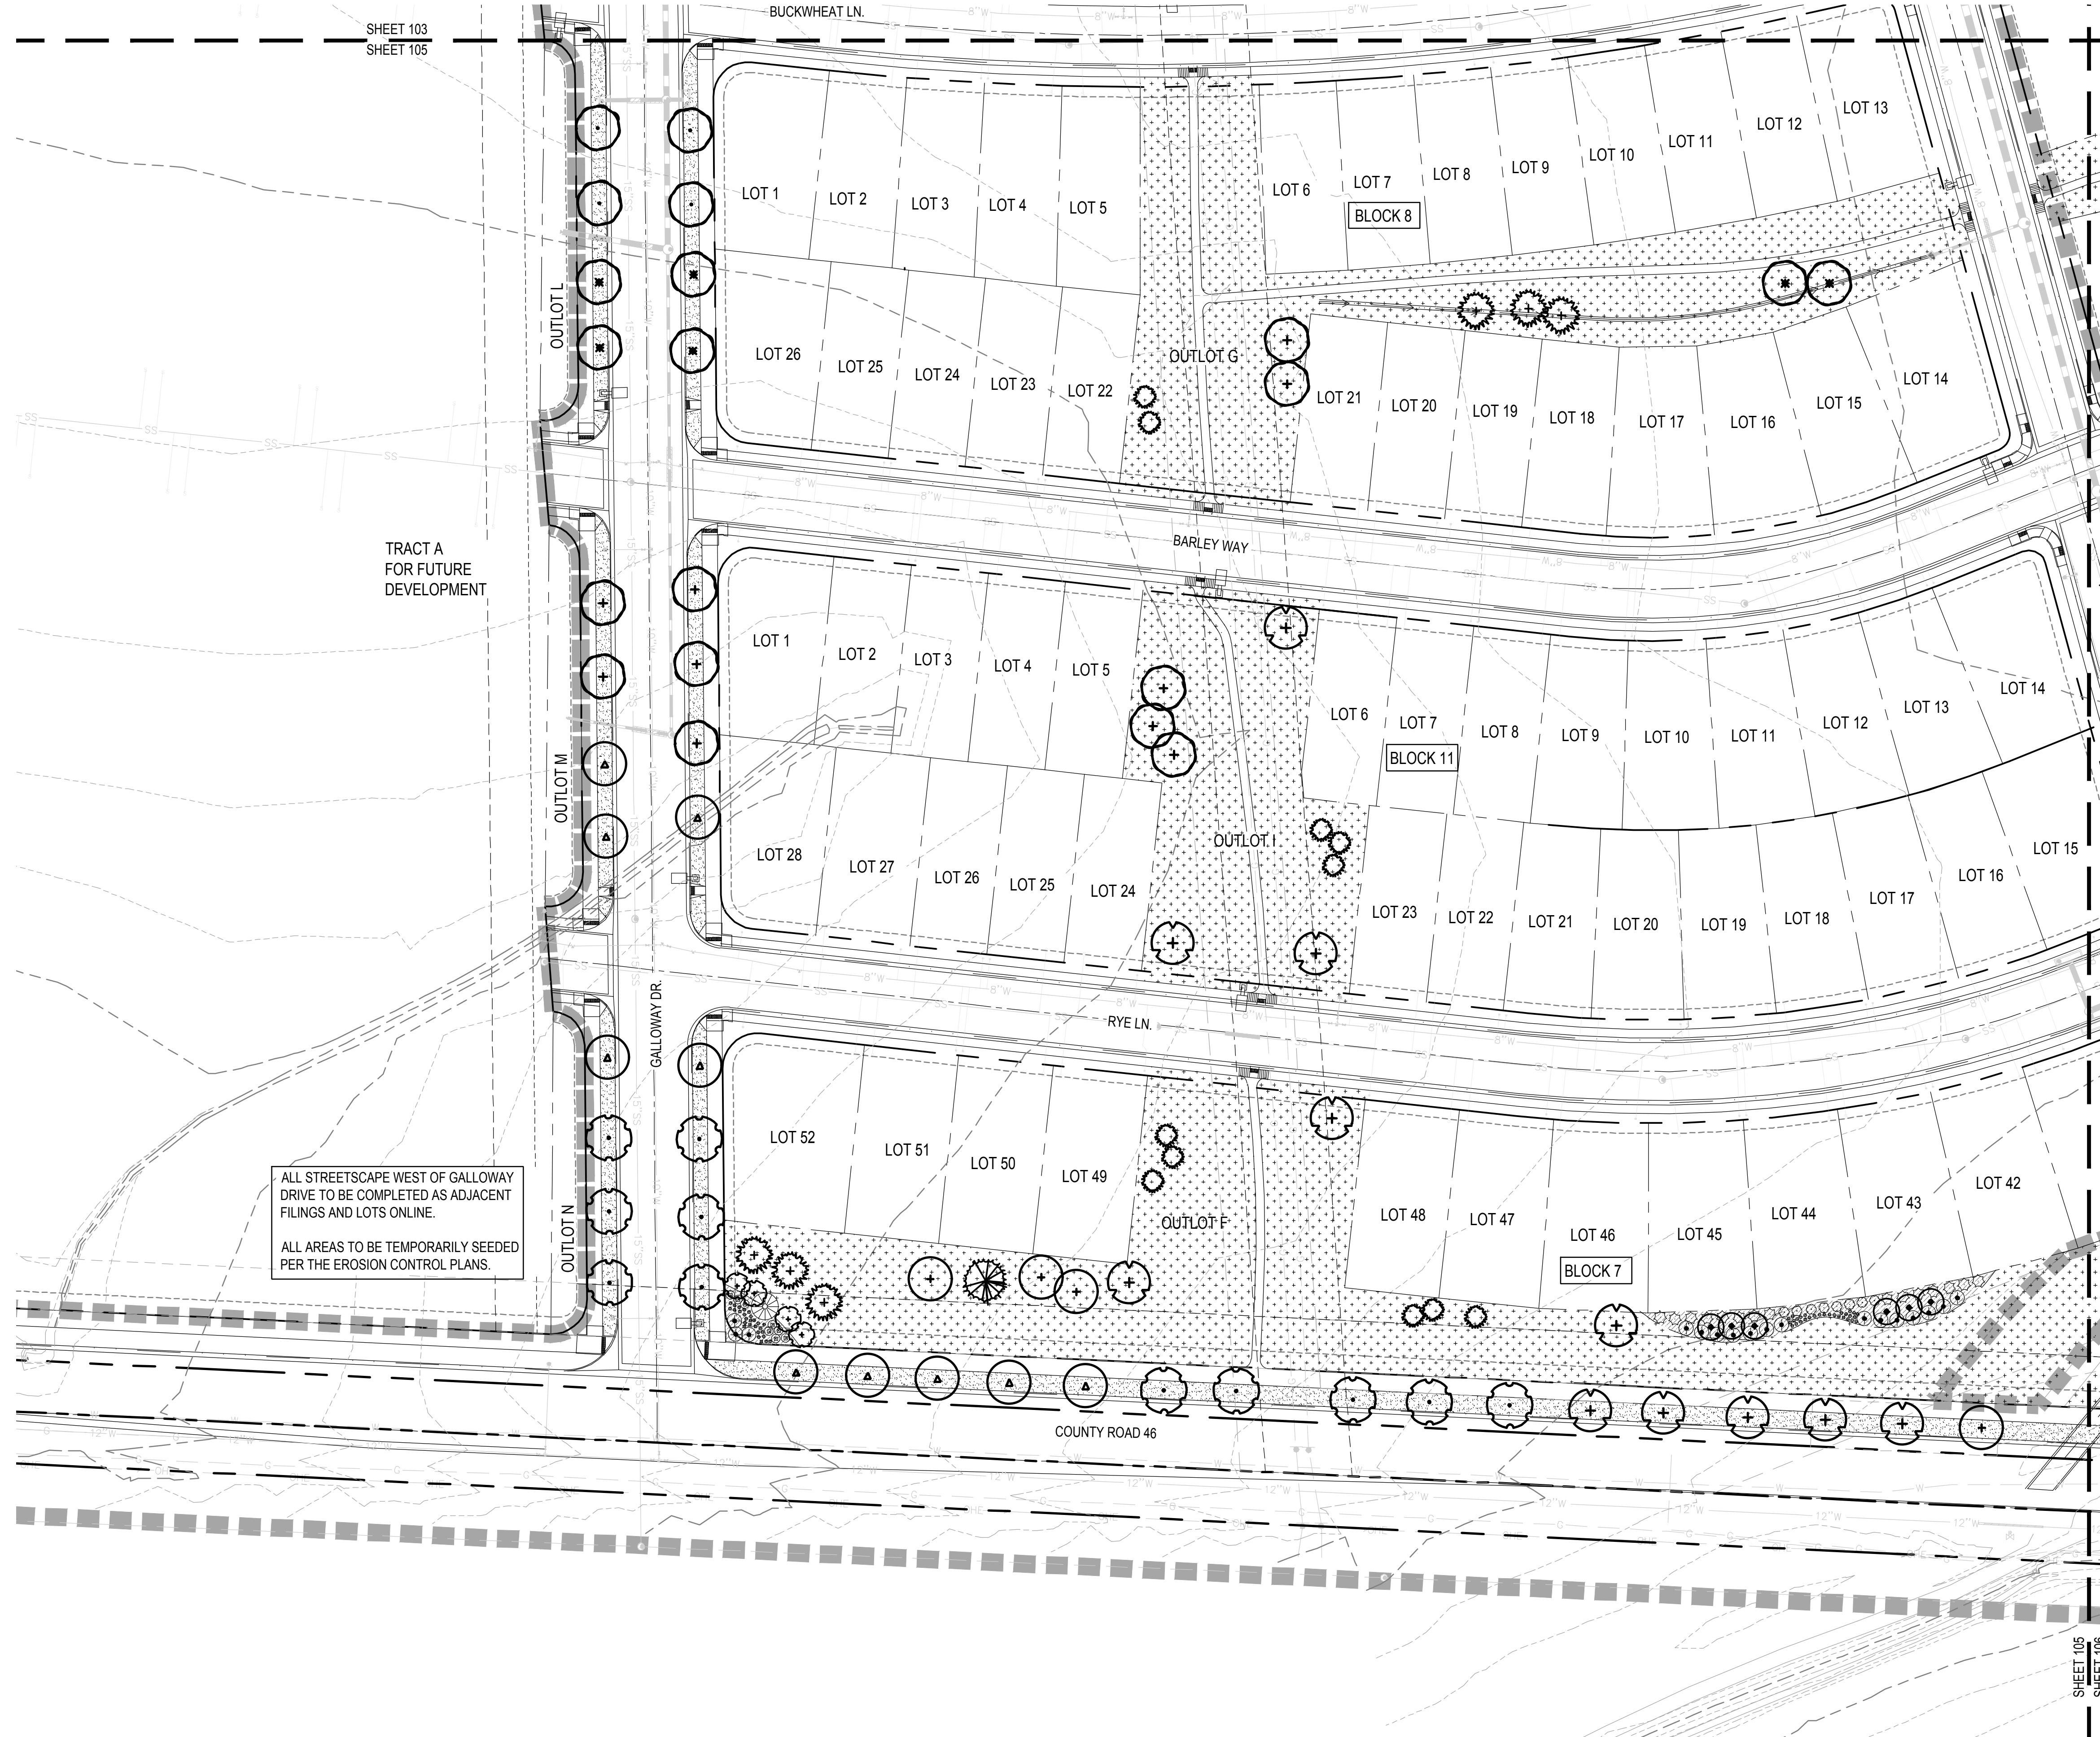 BUCKWHEAT LN.
SHEET 103
SHEET 105
LOT 1
LOT 2
LOT 3
LOT 4
LOT 5
LOT 6
LOT 7
LOT 8
LOT 9
LOT 10
LOT 11
LOT 12
LOT 13
BLOCK 8
OUTLOT L
LOT 26
LOT 25
LOT 24
LOT 23
LOT 22
OUTLOT G
LOT 21
LOT 20
LOT 19
LOT 18
LOT 17
LOT 16
LOT 15
LOT 14
BARLEY WAY
TRACT A
FOR FUTURE
DEVELOPMENT
LOT 1
LOT 2
LOT 3
LOT 4
LOT 5
LOT 6
LOT 7
LOT 8
LOT 9
LOT 10
LOT 11
LOT 12
LOT 13
LOT 14
BLOCK 11
OUTLOT M
LOT 28
LOT 27
LOT 26
LOT 25
LOT 24
OUTLOT I
LOT 23
LOT 22
LOT 21
LOT 20
LOT 19
LOT 18
LOT 17
LOT 16
LOT 15
GALLOWAY DR.
RYE LN.
LOT 52
LOT 51
LOT 50
LOT 49
OUTLOT F
LOT 48
LOT 47
LOT 46
LOT 45
LOT 44
LOT 43
LOT 42
BLOCK 7
OUTLOT N
ALL STREETSCAPE WEST OF GALLOWAY
DRIVE TO BE COMPLETED AS ADJACENT
FILINGS AND LOTS ONLINE.
ALL AREAS TO BE TEMPORARILY SEEDED
PER THE EROSION CONTROL PLANS.
COUNTY ROAD 46
SHEET 105
SHEET 106